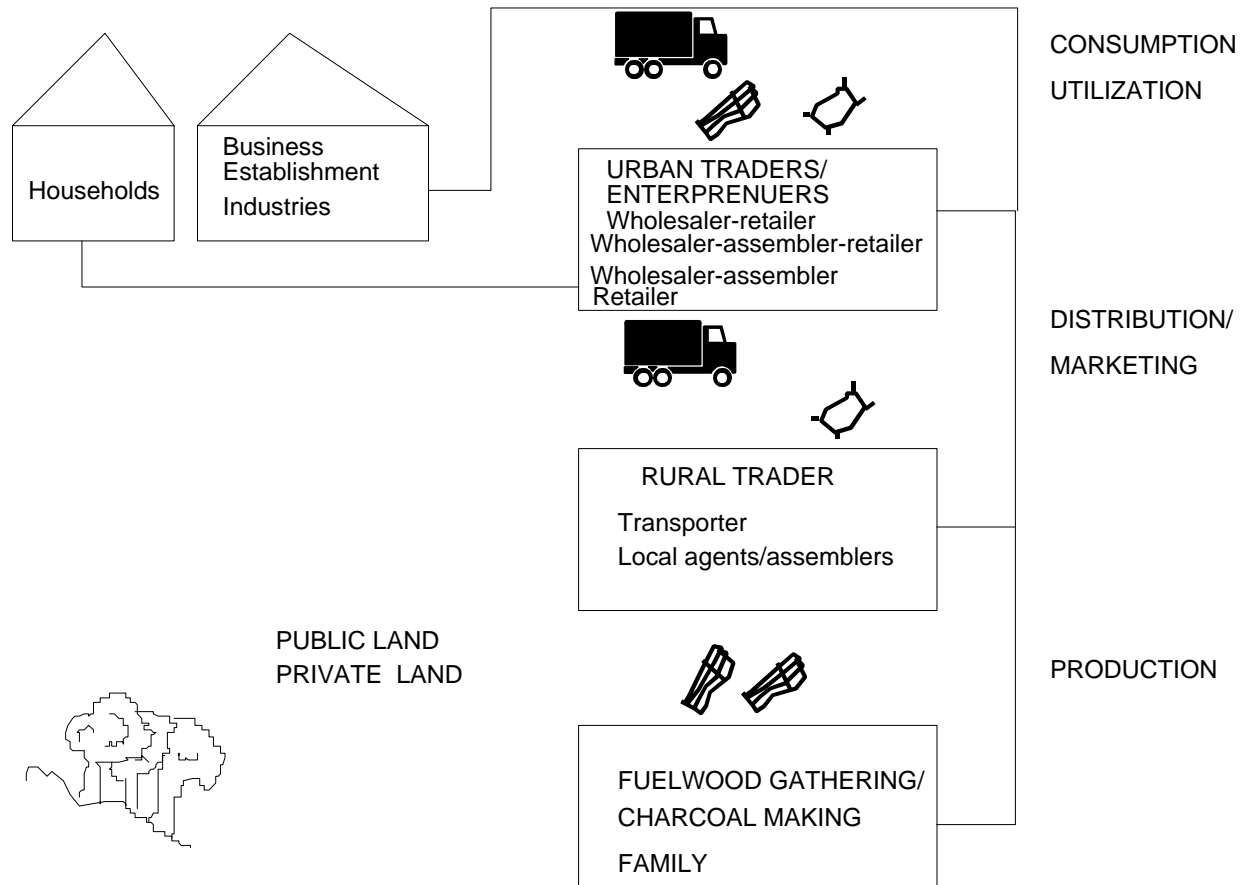 CONSUMPTION
UTILIZATION
Households
Business
Establishment
Industries
URBAN TRADERS/
ENTERPRENUERS
Wholesaler-retailer
Wholesaler-assembler-retailer
Wholesaler-assembler
Retailer
DISTRIBUTION/
MARKETING
RURAL TRADER
Transporter
Local agents/assemblers
PUBLIC LAND
PRIVATE LAND
PRODUCTION
FUELWOOD GATHERING/
CHARCOAL MAKING
FAMILY